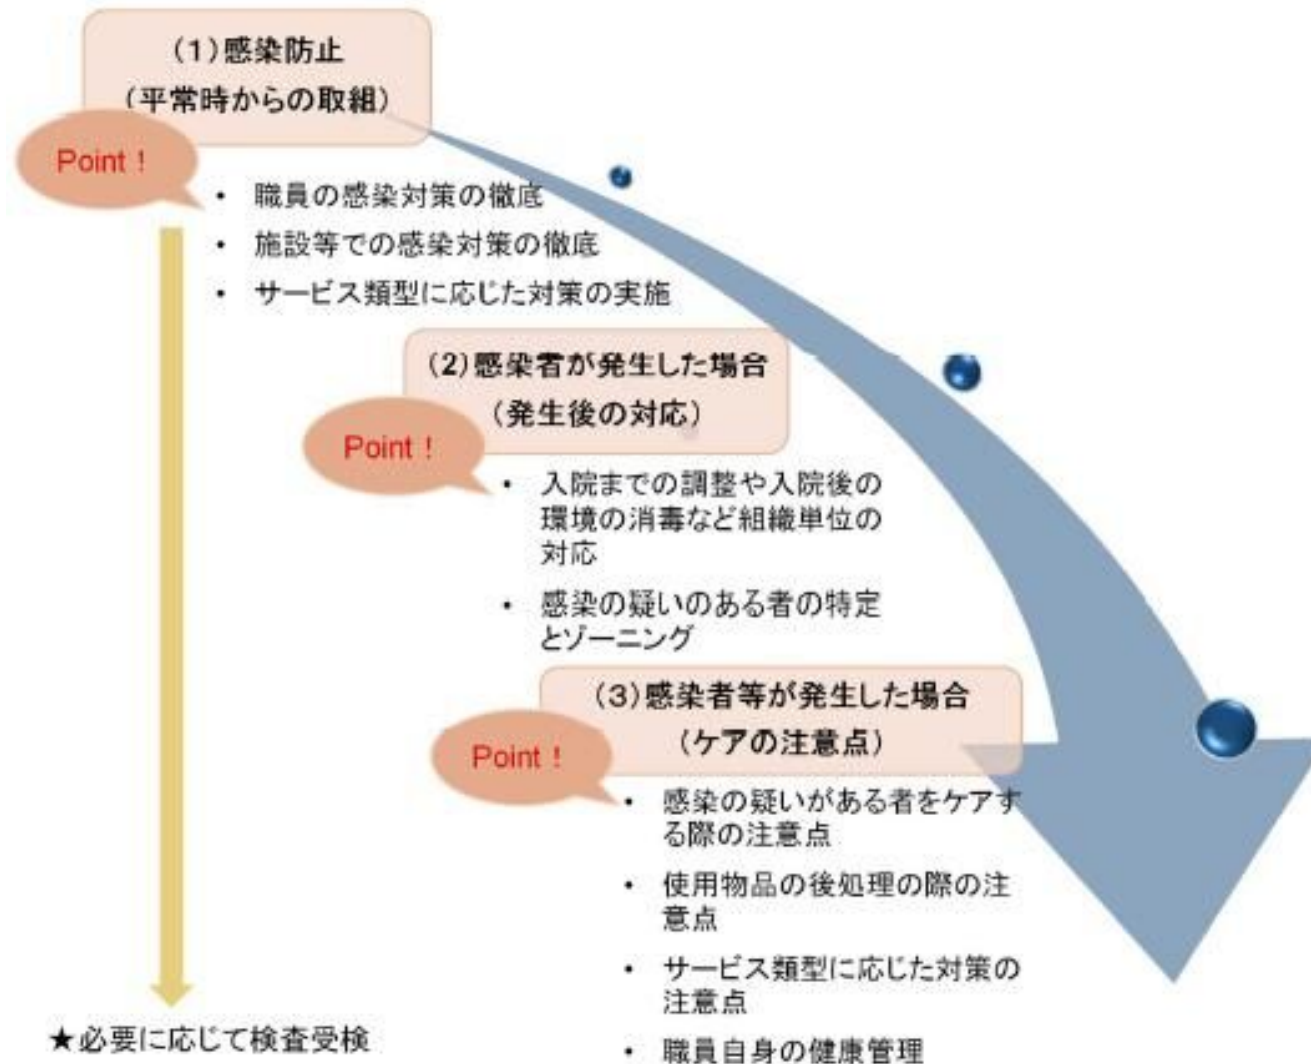 (1)感染防止
(平常時からの取組)
Point！
• 職員の感染対策の徹底
• 施設等での感染対策の徹底
• サービス類型に応じた対策の実施
(2)感染者が発生した場合
(発生後の対応)
Point！
• 入院までの調整や入院後の
環境の消毒など組織単位の
対応
• 感染の疑いのある者の特定
とゾーニング
(3)感染者等が発生した場合
(ケアの注意点)
Point！
• 感染の疑いがある者をケアす
る際の注意点
• 使用物品の後処理の際の注
意点
• サービス類型に応じた対策の
注意点
• 職員自身の健康管理
★必要に応じて検査受検